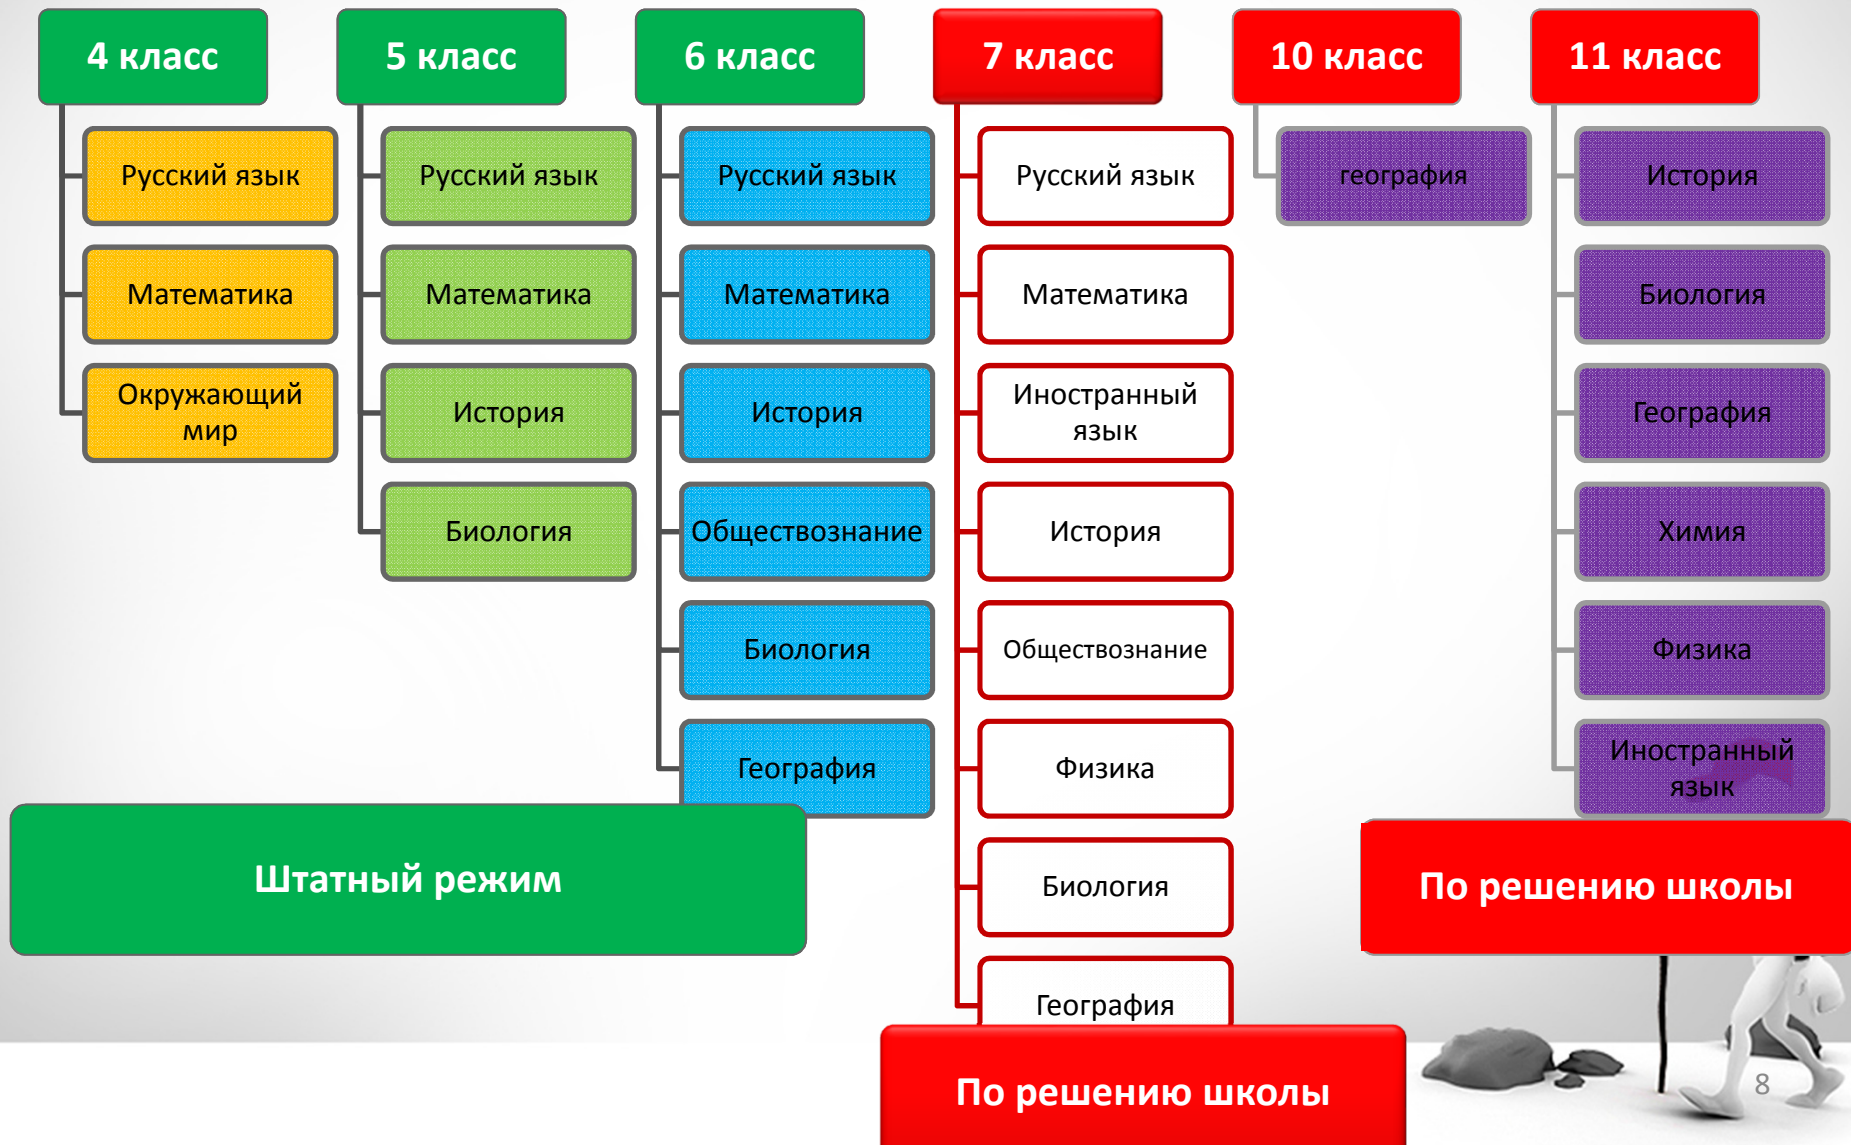 4 класс
Русский язык
Математика
Окружающий
мир
5 класс
Русский язык
Математика
История
Биология
6 класс
Русский язык
Математика
История
Обществознание
Биология
География
7 класс
Русский язык
Математика
Иностранный
язык
История
Обществознание
Физика
Биология
География
10 класс
география
11 класс
История
Биология
География
Химия
Физика
Иностранный
язык
Штатный режим
По решению школы
По решению школы
8